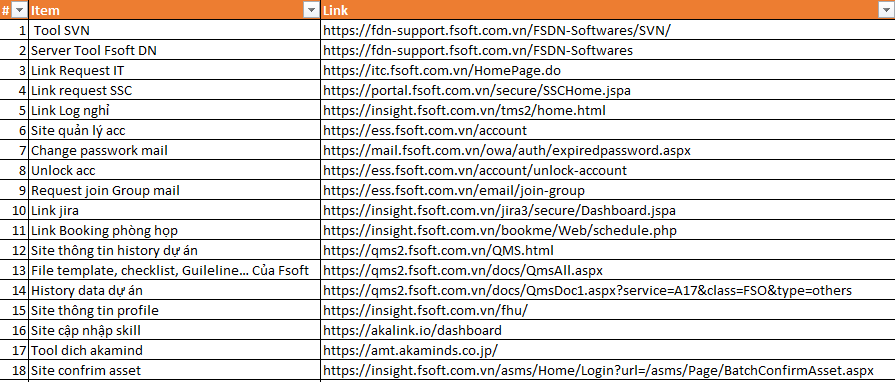 # Item Link
1 Tool SVN https://fdn-support.fsoft.com.vn/FSDN-Softwares/SVN/
2 Server Tool Fsoft DN https://fdn-support.fsoft.com.vn/FSDN-Softwares
3 Link Request IT https://itc.fsoft.com.vn/HomePage.do
4 Link request SSC https://portal.fsoft.com.vn/secure/SSCHome.jspa
5 Link Log nghỉ https://insight.fsoft.com.vn/tms2/home.html
6 Site quản lý acc https://ess.fsoft.com.vn/account
7 Change passwork mail https://mail.fsoft.com.vn/owa/auth/expiredpassword.aspx
8 Unlock acc https://ess.fsoft.com.vn/account/unlock-account
9 Request join Group mail https://ess.fsoft.com.vn/email/join-group
10 Link jira https://insight.fsoft.com.vn/jira3/secure/Dashboard.jspa
11 Link Booking phòng họp https://insight.fsoft.com.vn/bookme/Web/schedule.php
12 Site thông tin history dự án https://qms2.fsoft.com.vn/QMS.html
13 File template, checklist, Guileline... Của Fsoft https://qms2.fsoft.com.vn/docs/QmsAll.aspx
14 History data dự án https://qms2.fsoft.com.vn/docs/QmsDoc1.aspx?service=A17&class=FSO&type=others
15 Site thông tin profile https://insight.fsoft.com.vn/fhu/
16 Site cập nhập skill https://akalink.io/dashboard
17 Tool dich akamind https://amt.akaminds.co.jp/
18 Site confrim asset https://insight.fsoft.com.vn/asms/Home/Login?url=/asms/Page/BatchConfirmAsset.aspx